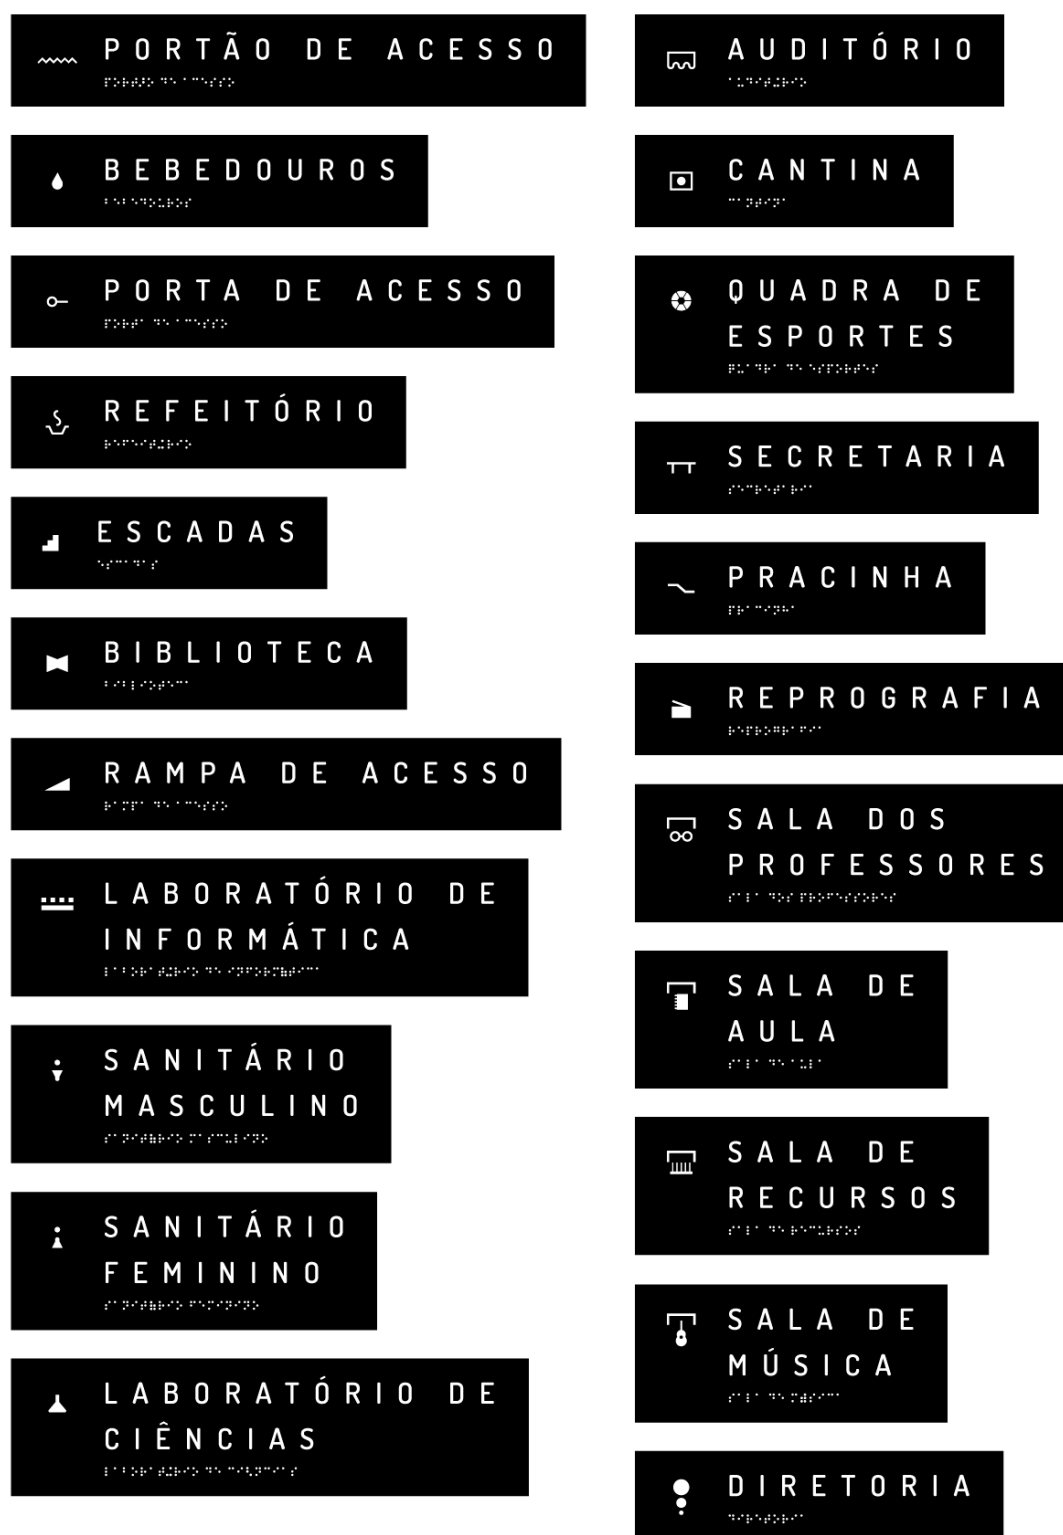 PORTÃO DE ACESSO
⠏⠕⠗⠞⠜⠕ ⠙⠑ ⠁⠉⠑⠎⠎⠕
BEBEDOUROS
⠃⠑⠃⠑⠙⠕⠥⠗⠕⠎
PORTA DE ACESSO
⠏⠕⠗⠞⠁ ⠙⠑ ⠁⠉⠑⠎⠎⠕
REFEITÓRIO
⠗⠑⠋⠑⠊⠞⠬⠗⠊⠕
ESCADAS
⠑⠎⠉⠁⠙⠁⠎
BIBLIOTECA
⠃⠊⠃⠇⠊⠕⠞⠑⠉⠁
RAMPA DE ACESSO
⠗⠁⠍⠏⠁ ⠙⠑ ⠁⠉⠑⠎⠎⠕
LABORATÓRIO DE
INFORMÁTICA
⠇⠁⠃⠕⠗⠁⠞⠬⠗⠊⠕ ⠙⠑ ⠊⠝⠋⠕⠗⠍⠷⠞⠊⠉⠁
SANITÁRIO
MASCULINO
⠎⠁⠝⠊⠞⠷⠗⠊⠕ ⠍⠁⠎⠉⠥⠇⠊⠝⠕
SANITÁRIO
FEMININO
⠎⠁⠝⠊⠞⠷⠗⠊⠕ ⠋⠑⠍⠊⠝⠊⠝⠕
LABORATÓRIO DE
CIÊNCIAS
⠇⠁⠃⠕⠗⠁⠞⠬⠗⠊⠕ ⠙⠑ ⠉⠊⠣⠝⠉⠊⠁⠎
AUDITÓRIO
⠁⠥⠙⠊⠞⠬⠗⠊⠕
CANTINA
⠉⠁⠝⠞⠊⠝⠁
QUADRA DE
ESPORTES
⠟⠥⠁⠙⠗⠁ ⠙⠑ ⠑⠎⠏⠕⠗⠞⠑⠎
SECRETARIA
⠎⠑⠉⠗⠑⠞⠁⠗⠊⠁
PRACINHA
⠏⠗⠁⠉⠊⠝⠓⠁
REPROGRAFIA
⠗⠑⠏⠗⠕⠛⠗⠁⠋⠊⠁
SALA DOS
PROFESSORES
⠎⠁⠇⠁ ⠙⠕⠎ ⠏⠗⠕⠋⠑⠎⠎⠕⠗⠑⠎
SALA DE
AULA
⠎⠁⠇⠁ ⠙⠑ ⠁⠥⠇⠁
SALA DE
RECURSOS
⠎⠁⠇⠁ ⠙⠑ ⠗⠑⠉⠥⠗⠎⠕⠎
SALA DE
MÚSICA
⠎⠁⠇⠁ ⠙⠑ ⠍⠾⠎⠊⠉⠁
DIRETORIA
⠙⠊⠗⠑⠞⠕⠗⠊⠁